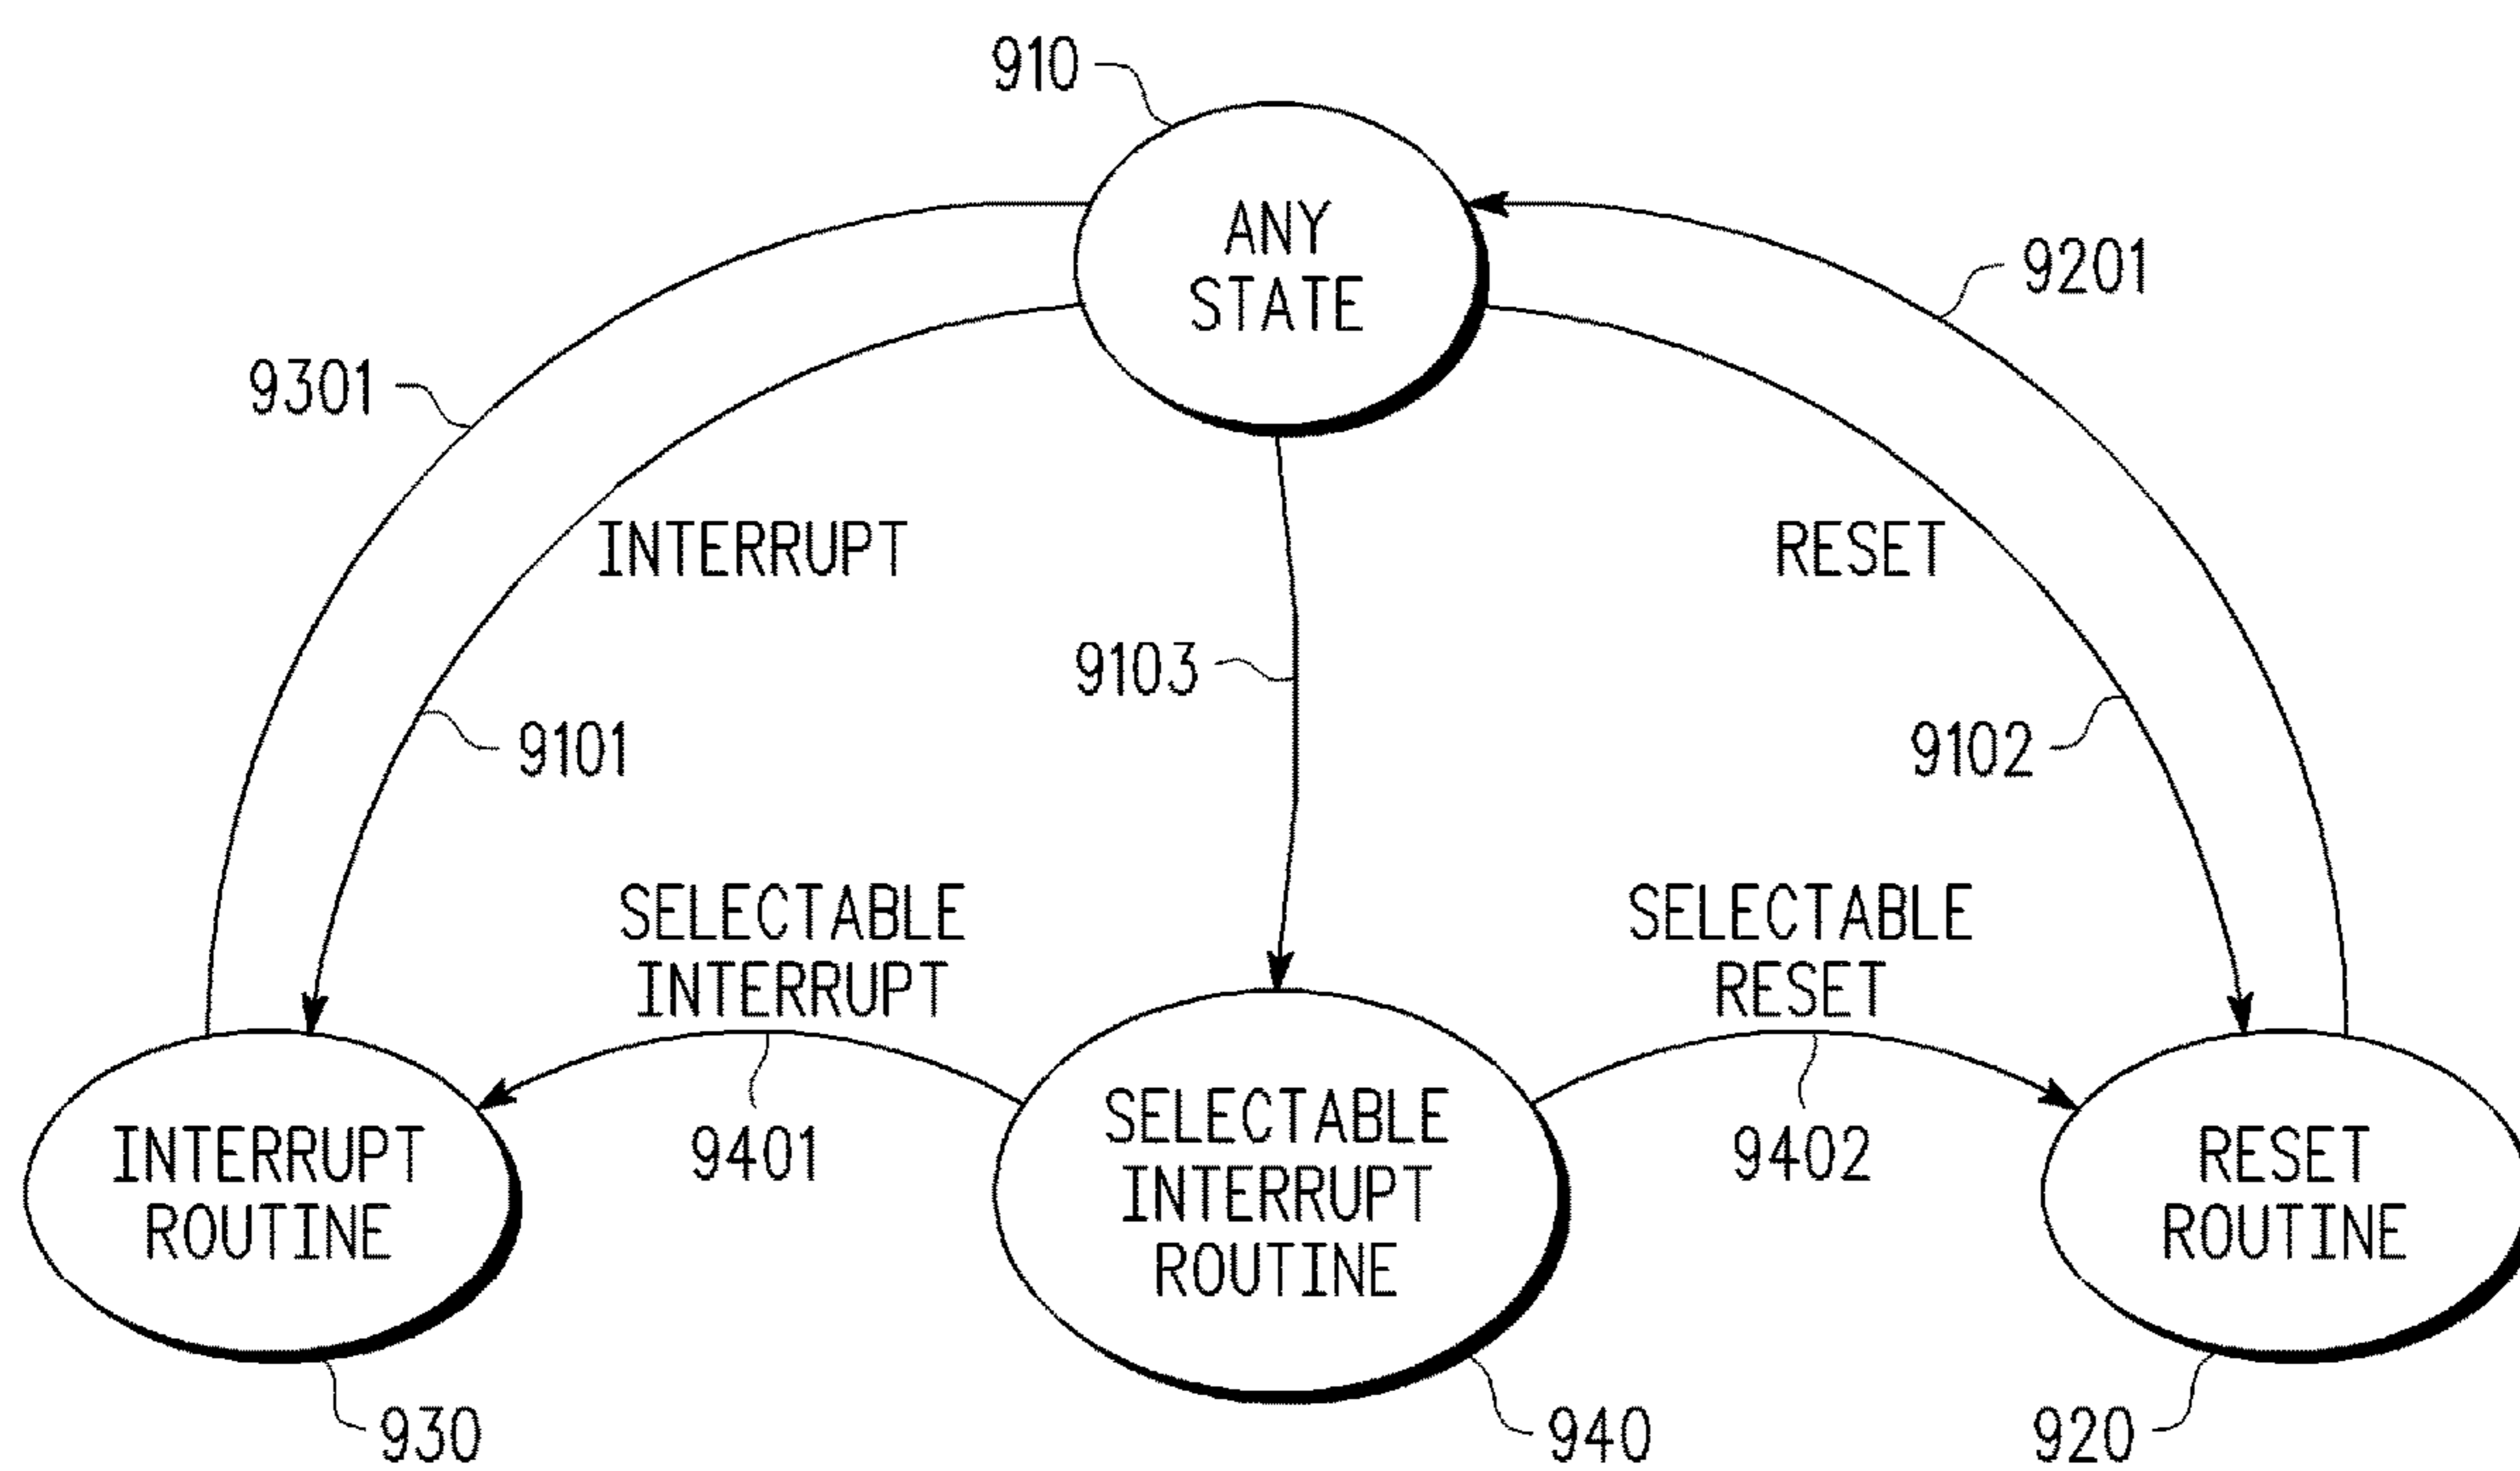 910
ANY
STATE
9201
9301
INTERRUPT
RESET
9103
9101
9102
SELECTABLE
INTERRUPT
SELECTABLE
RESET
INTERRUPT
ROUTINE
9401
SELECTABLE
INTERRUPT
ROUTINE
9402
RESET
ROUTINE
930
940
920